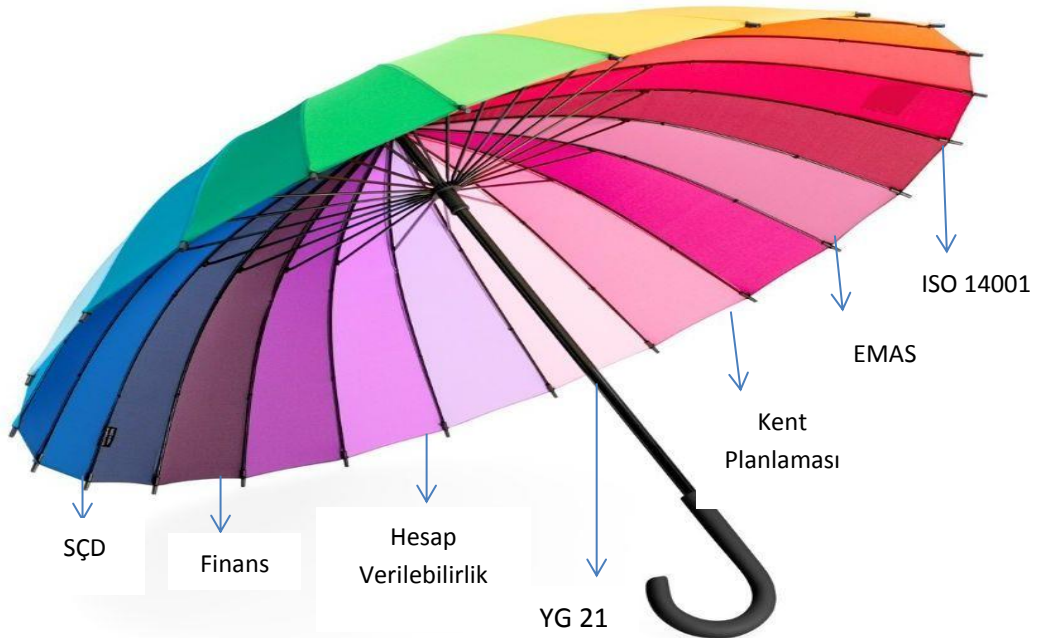 ISO 14001
EMAS
Kent
Planlaması
SÇD
Finans
Hesap
Verilebilirlik
YG 21